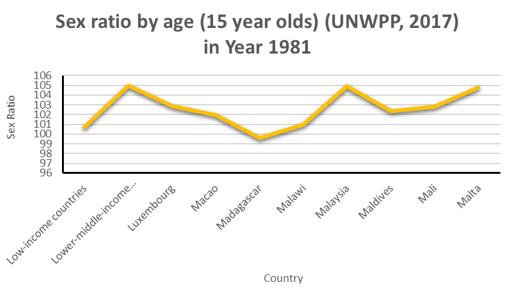 Sex ratio by age (15 year olds) (UNWPP, 2017)
in Year 1981
106
105
104
103
102
101
100
99
98
97
96
Sex Ratio
Low-income countries
Lower-middle-income...
Luxembourg
Macao
Madagascar
Malawi
Malaysia
Maldives
Mali
Malta
Country